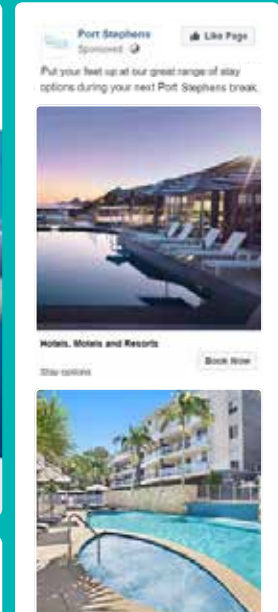 Port Stephens
Like Page
Sponsored
Put your feet up at our great range of stay
options during your next Port Stephens break.
Hotels, Motels and Resorts
Book Now
Stay options